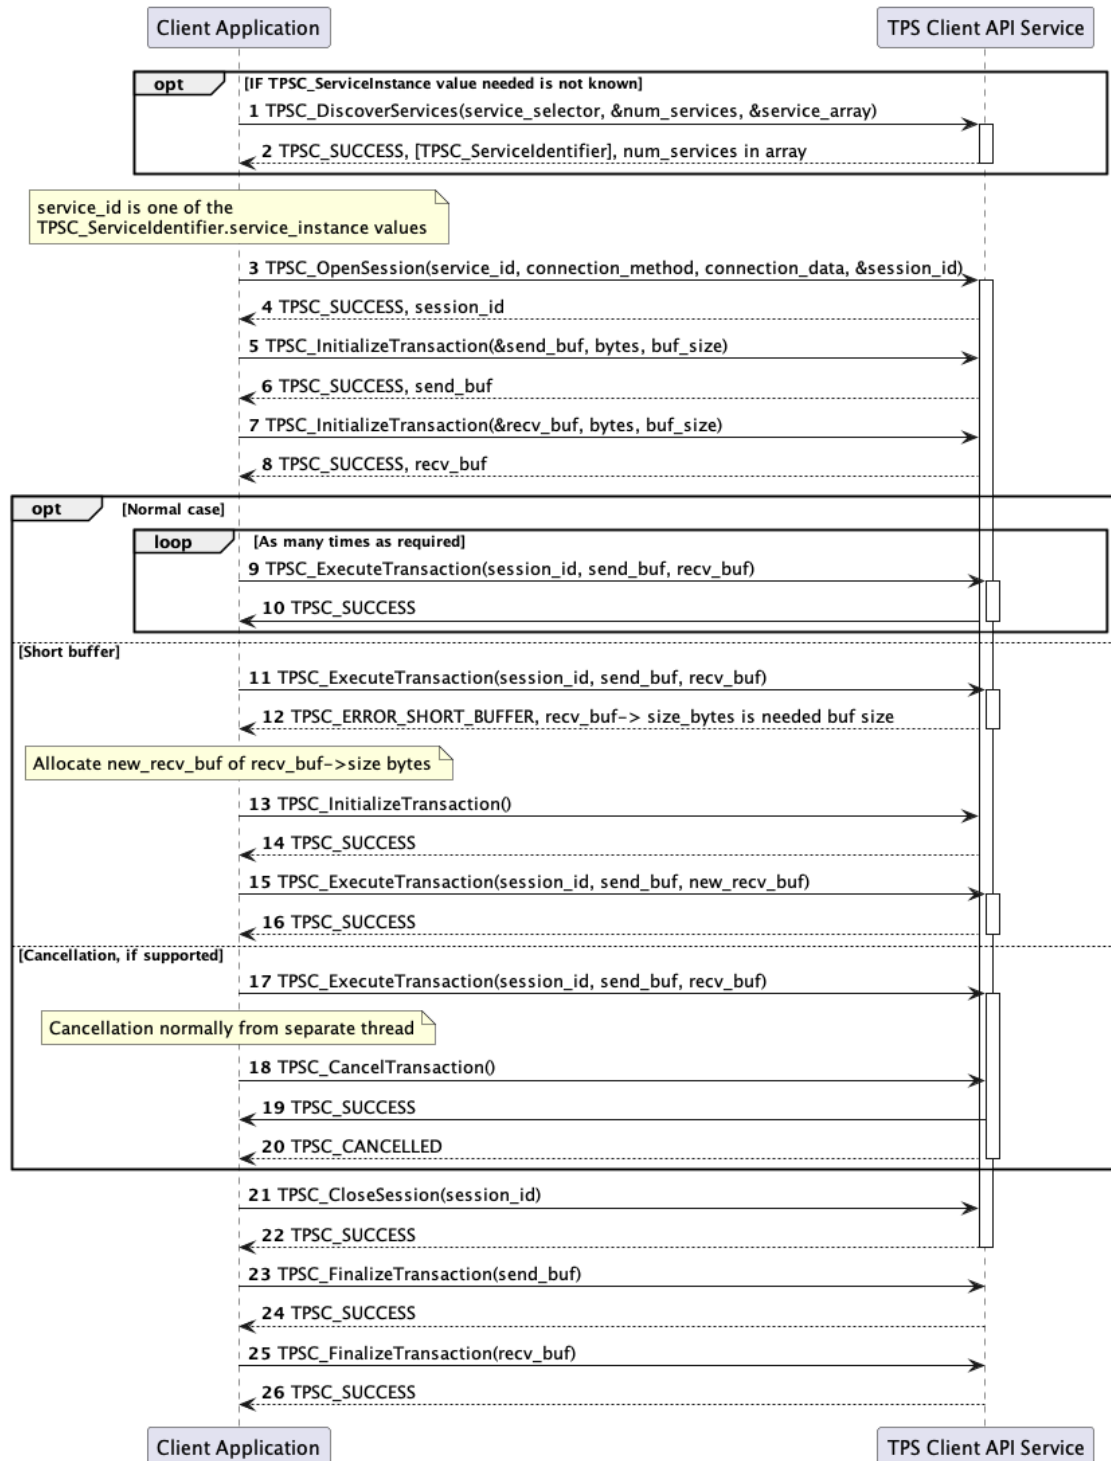 Client Application
TPS Client API Service
opt
[IF TPSC_ServiceInstance value needed is not known]
1 TPSC_DiscoverServices(service_selector, &num_services, &service_array)
2 TPSC_SUCCESS, [TPSC_ServiceIdentifier], num_services in array
service_id is one of the
TPSC_ServiceIdentifier.service_instance values
3 TPSC_OpenSession(service_id, connection_method, connection_data, &session_id)
4 TPSC_SUCCESS, session_id
5 TPSC_InitializeTransaction(&send_buf, bytes, buf_size)
6 TPSC_SUCCESS, send_buf
7 TPSC_InitializeTransaction(&recv_buf, bytes, buf_size)
8 TPSC_SUCCESS, recv_buf
opt
[Normal case]
loop
[As many times as required]
9 TPSC_ExecuteTransaction(session_id, send_buf, recv_buf)
10 TPSC_SUCCESS
[Short buffer]
11 TPSC_ExecuteTransaction(session_id, send_buf, recv_buf)
12 TPSC_ERROR_SHORT_BUFFER, recv_buf-> size_bytes is needed buf size
Allocate new_recv_buf of recv_buf->size bytes
13 TPSC_InitializeTransaction()
14 TPSC_SUCCESS
15 TPSC_ExecuteTransaction(session_id, send_buf, new_recv_buf)
16 TPSC_SUCCESS
[Cancellation, if supported]
17 TPSC_ExecuteTransaction(session_id, send_buf, recv_buf)
Cancellation normally from separate thread
18 TPSC_CancelTransaction()
19 TPSC_SUCCESS
20 TPSC_CANCELLED
21 TPSC_CloseSession(session_id)
22 TPSC_SUCCESS
23 TPSC_FinalizeTransaction(send_buf)
24 TPSC_SUCCESS
25 TPSC_FinalizeTransaction(recv_buf)
26 TPSC_SUCCESS
Client Application
TPS Client API Service